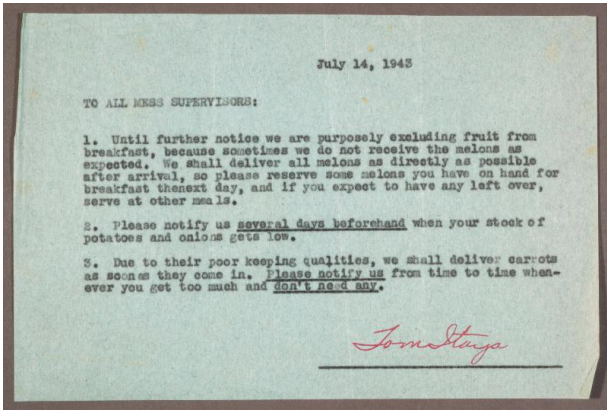 July 14, 1943
TO ALL MESS SUPERVISORS:
1. Until further notice we are purposely excluding fruit from
breakfast, because sometimes we do not receive the melons as
expected. We shall deliver all melons as directly as possible
after arrival, so please reserve some melons you have on hand for
breakfast thenext day, and if you expect to have any left over,
serve at other meals.
2. Please notify us several days beforehand when your stock of
potatoes and onions gets low.
3. Due to their poor keeping qualities, we shall deliver carrots
as soonas they come in. Please notify us from time to time when-
ever you get too much and don't need any.
Tom